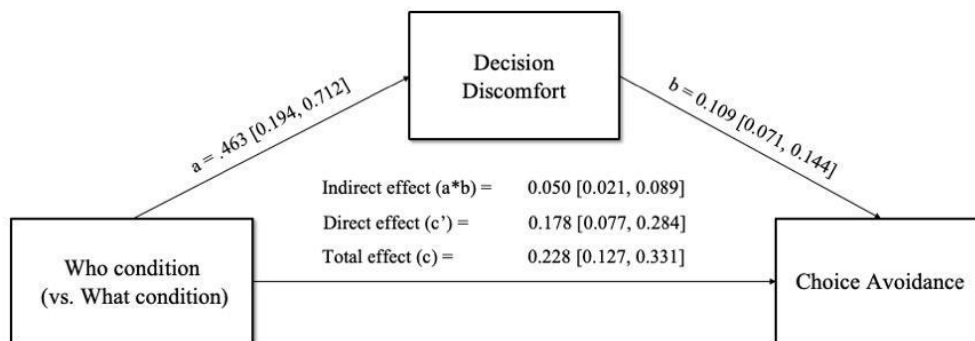 Decision
Discomfort
a = .463 [0.194, 0.712]
b = 0.109 [0.071, 0.144]
Indirect effect (a*b) = 0.050 [0.021, 0.089]
Direct effect (c’) = 0.178 [0.077, 0.284]
Total effect (c) = 0.228 [0.127, 0.331]
Who condition
(vs. What condition)
Choice Avoidance